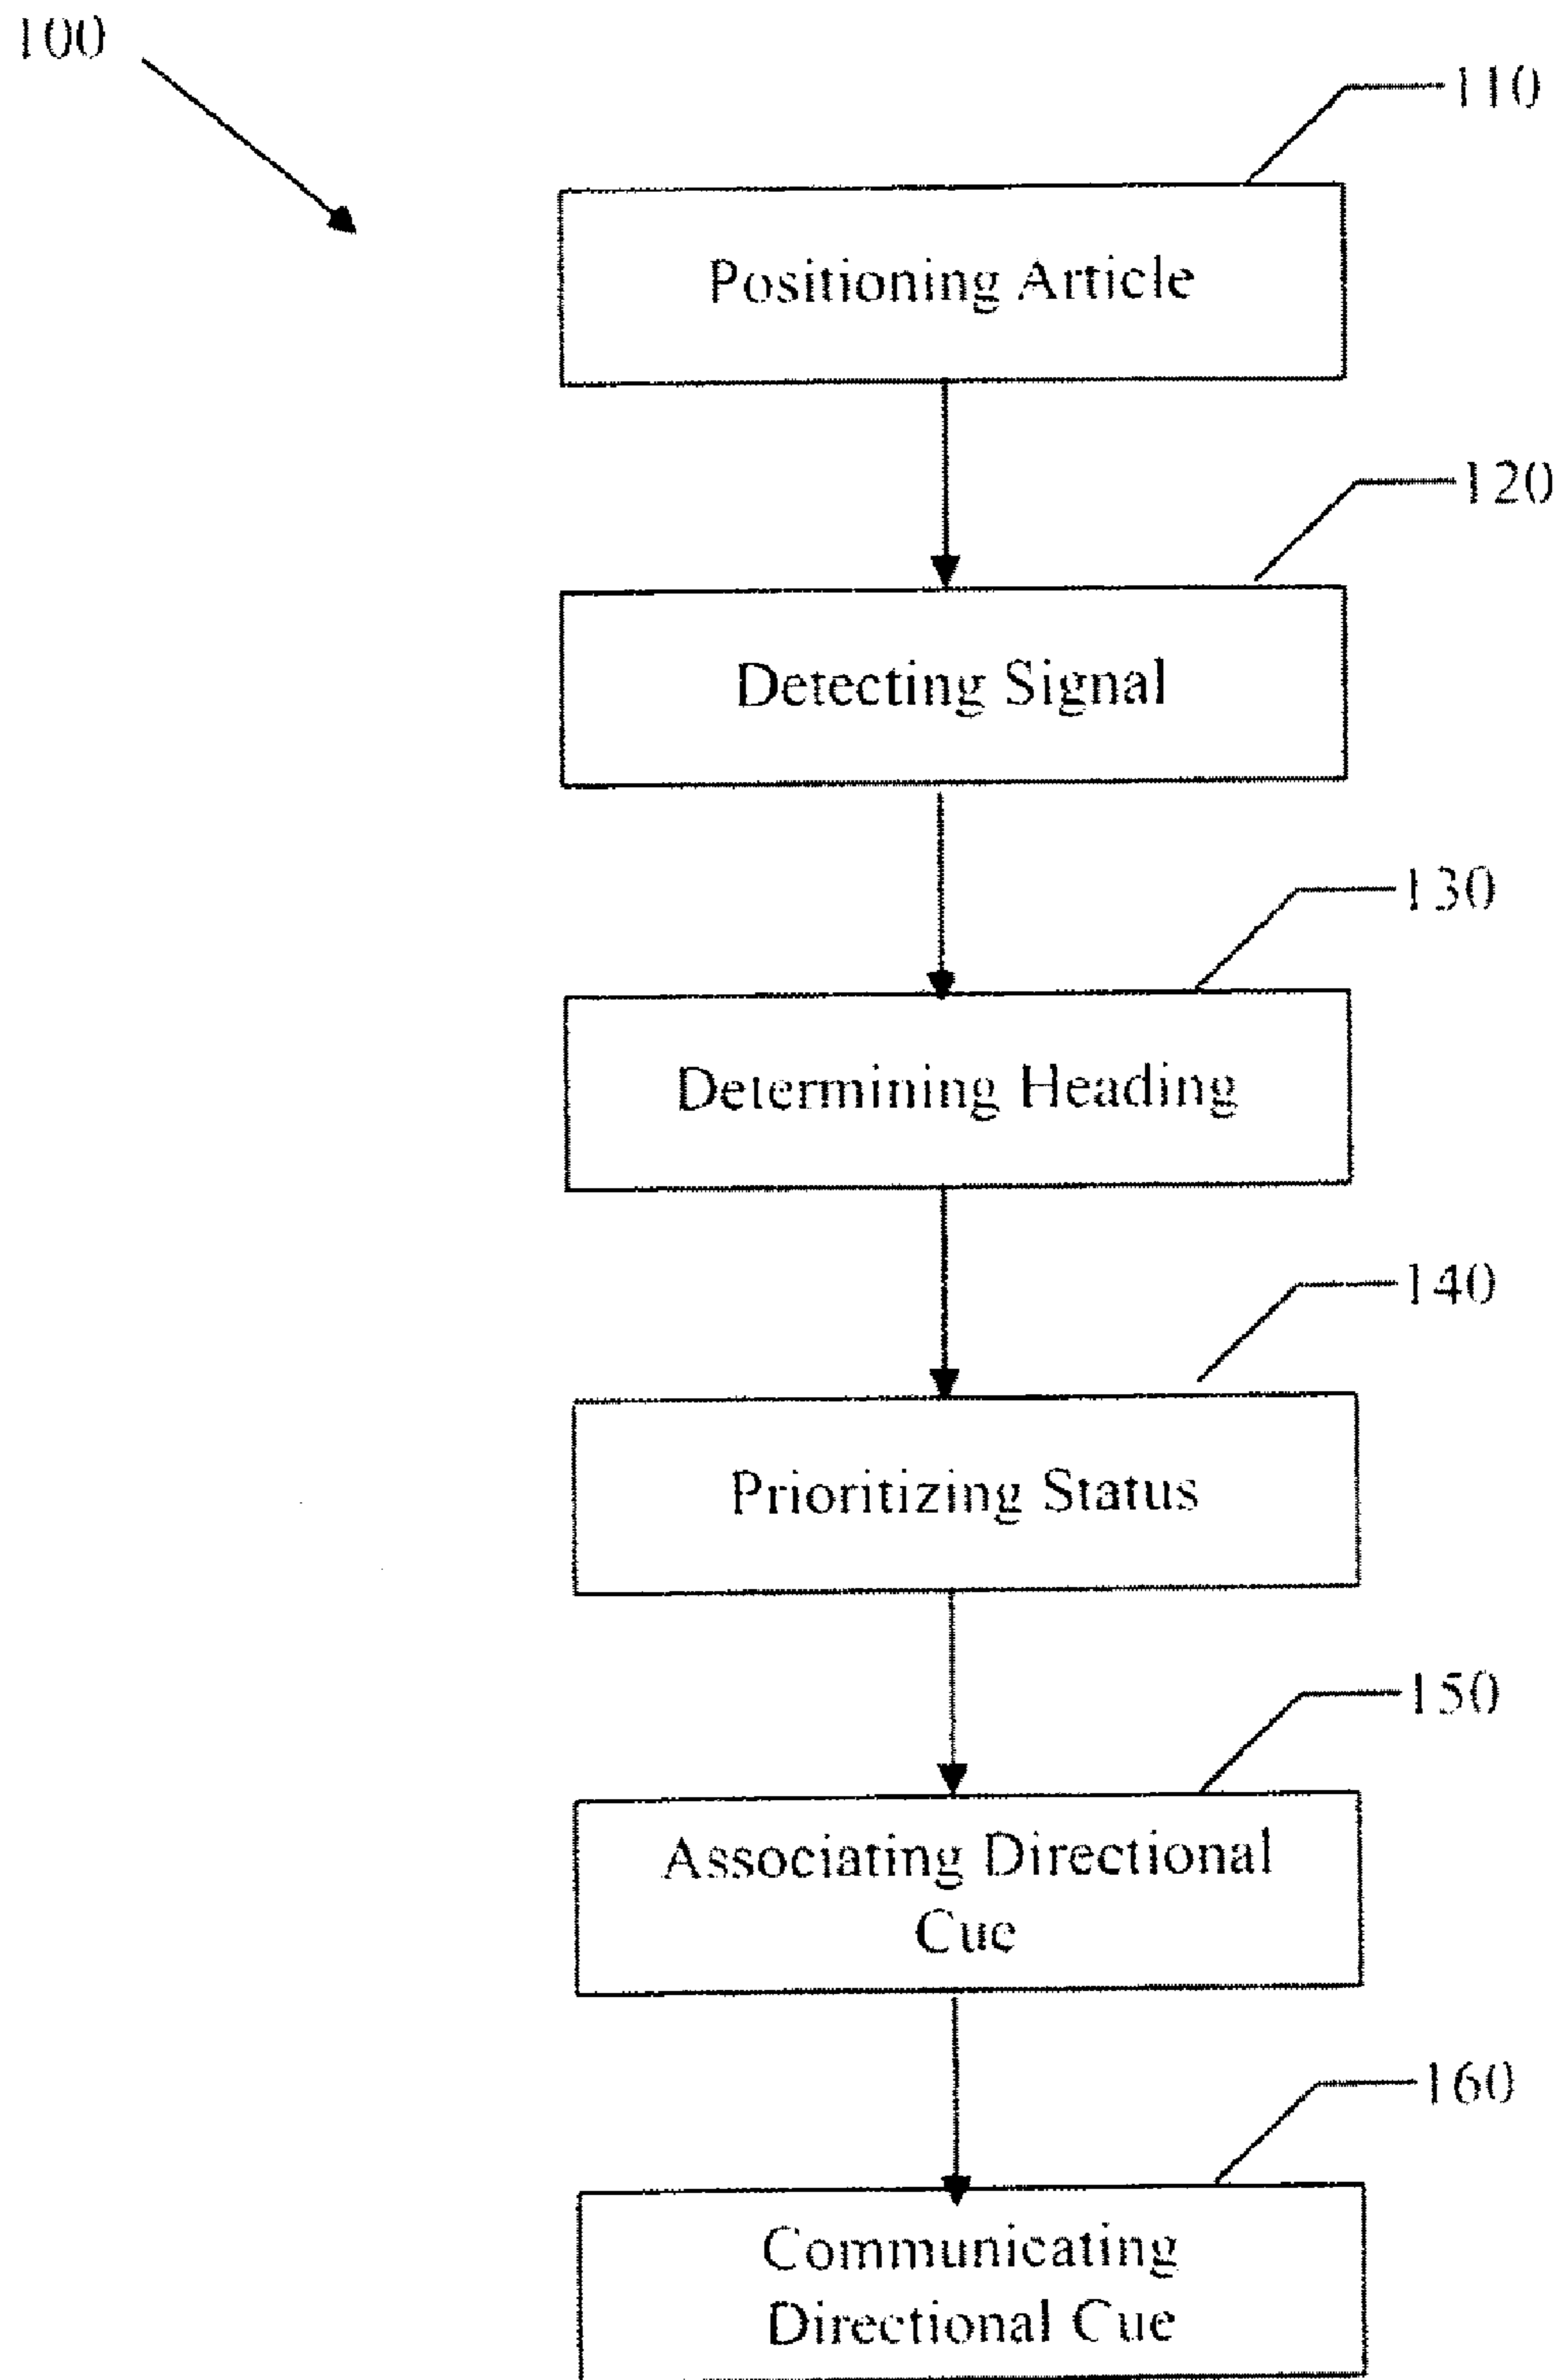 100
110
Positioning Article
120
Detecting Signal
130
Determining Heading
140
Prioritizing Status
150
Associating Directional
Cue
160
Communicating
Directional Cue